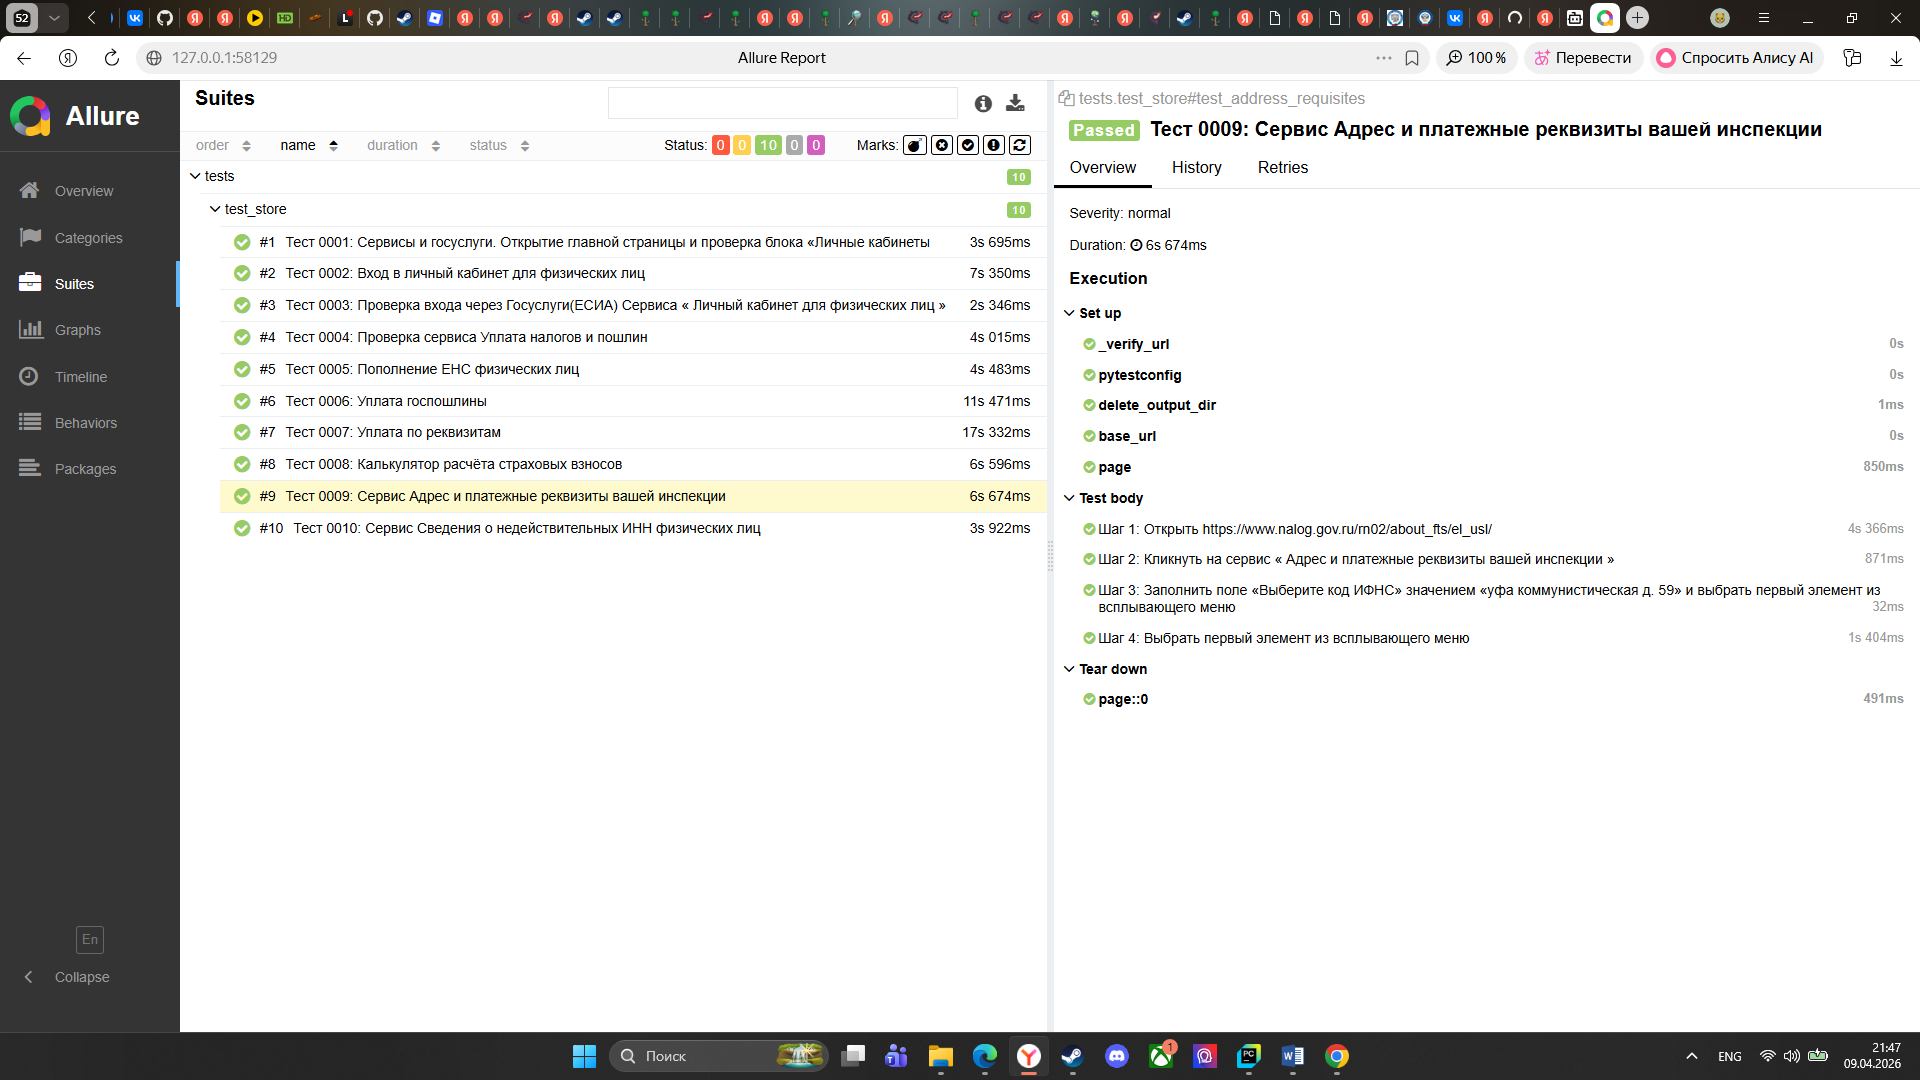 52
127.0.0.1:58129
Allure Report
100 %
Перевести
Спросить Алису AI
Allure
Overview
Categories
Suites
Graphs
Timeline
Behaviors
Packages
En
Collapse
Suites
order name duration status
Status: 0 0 10 0 0
Marks:
tests 10
test_store 10
#1 Тест 0001: Сервисы и госуслуги. Открытие главной страницы и проверка блока «Личные кабинеты 3s 695ms
#2 Тест 0002: Вход в личный кабинет для физических лиц 7s 350ms
#3 Тест 0003: Проверка входа через Госуслуги(ЕСИА) Сервиса « Личный кабинет для физических лиц » 2s 346ms
#4 Тест 0004: Проверка сервиса Уплата налогов и пошлин 4s 015ms
#5 Тест 0005: Пополнение ЕНС физических лиц 4s 483ms
#6 Тест 0006: Уплата госпошлины 11s 471ms
#7 Тест 0007: Уплата по реквизитам 17s 332ms
#8 Тест 0008: Калькулятор расчёта страховых взносов 6s 596ms
#9 Тест 0009: Сервис Адрес и платежные реквизиты вашей инспекции 6s 674ms
#10 Тест 0010: Сервис Сведения о недействительных ИНН физических лиц 3s 922ms
tests.test_store#test_address_requisites
Passed Тест 0009: Сервис Адрес и платежные реквизиты вашей инспекции
Overview History Retries
Severity: normal
Duration: 6s 674ms
Execution
Set up
_verify_url 0s
pytestconfig 0s
delete_output_dir 1ms
base_url 0s
page 850ms
Test body
Шаг 1: Открыть https://www.nalog.gov.ru/rn02/about_fts/el_usl/ 4s 366ms
Шаг 2: Кликнуть на сервис « Адрес и платежные реквизиты вашей инспекции » 871ms
Шаг 3: Заполнить поле «Выберите код ИФНС» значением «уфа коммунистическая д. 59» и выбрать первый элемент из
всплывающего меню 32ms
Шаг 4: Выбрать первый элемент из всплывающего меню 1s 404ms
Tear down
page::0 491ms
Поиск
1
ENG
21:47
09.04.2026